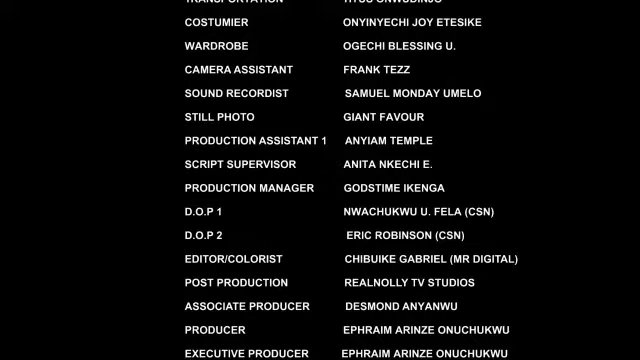 TRANSPORTATION TITUS ONWUDINJO
COSTUMIER ONYINYECHI JOY ETESIKE
WARDROBE OGECHI BLESSING U.
CAMERA ASSISTANT FRANK TEZZ
SOUND RECORDIST SAMUEL MONDAY UMELO
STILL PHOTO GIANT FAVOUR
PRODUCTION ASSISTANT 1 ANYIAM TEMPLE
SCRIPT SUPERVISOR ANITA NKECHI E.
PRODUCTION MANAGER GODSTIME IKENGA
D.O.P 1 NWACHUKWU U. FELA (CSN)
D.O.P 2 ERIC ROBINSON (CSN)
EDITOR/COLORIST CHIBUIKE GABRIEL (MR DIGITAL)
POST PRODUCTION REALNOLLY TV STUDIOS
ASSOCIATE PRODUCER DESMOND ANYANWU
PRODUCER EPHRAIM ARINZE ONUCHUKWU
EXECUTIVE PRODUCER EPHRAIM ARINZE ONUCHUKWU